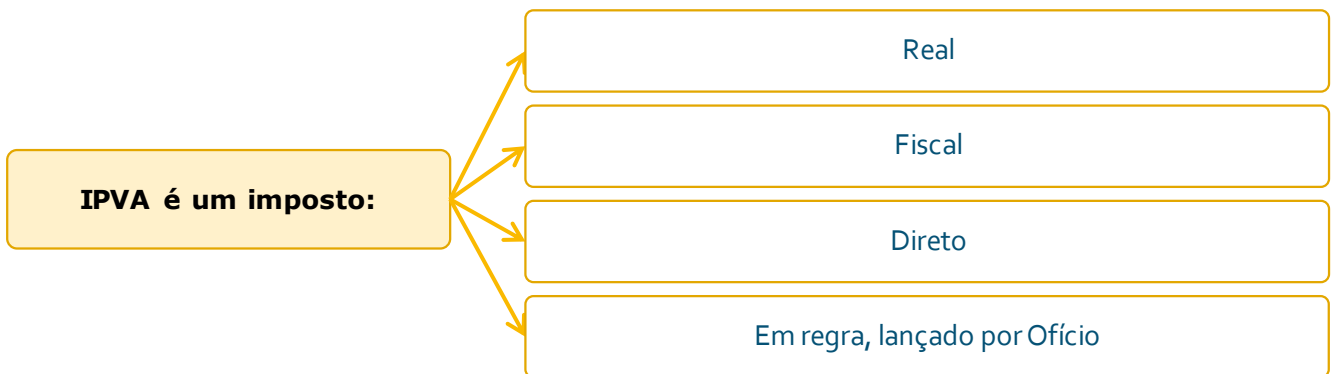 IPVA é um imposto:
Real
Fiscal
Direto
Em regra, lançado por Ofício